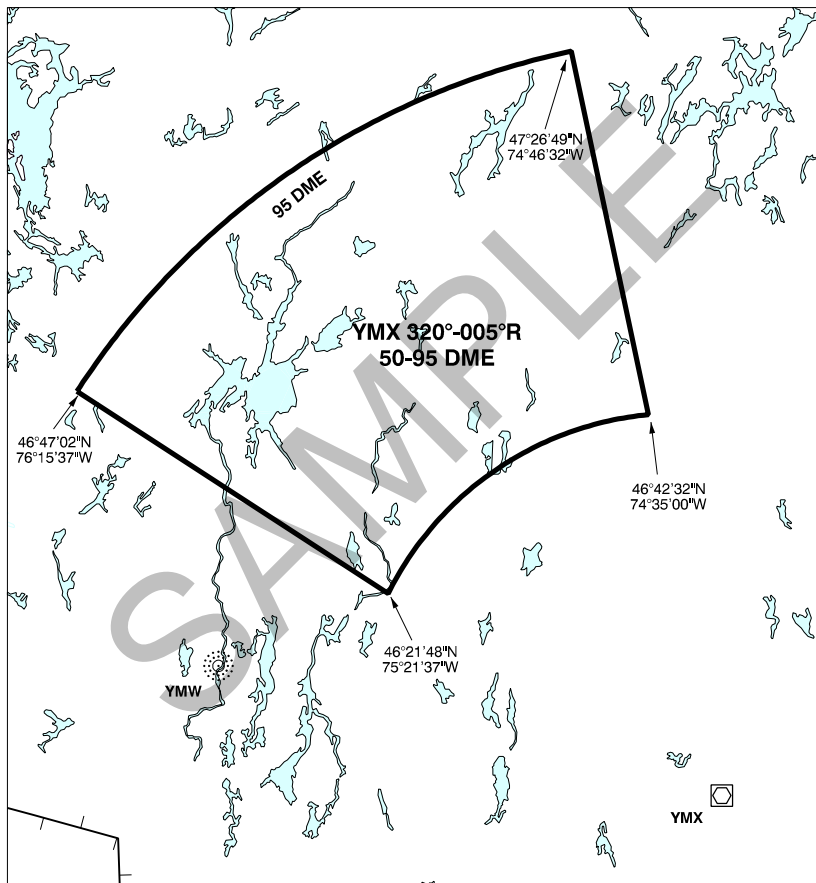 47°26'49"N
74°46'32"W
95 DME
YMX 320°-005°R
50-95 DME
46°47'02"N
76°15'37"W
46°42'32"N
74°35'00"W
46°21'48"N
75°21'37"W
YMW
YMX
SAMPLE